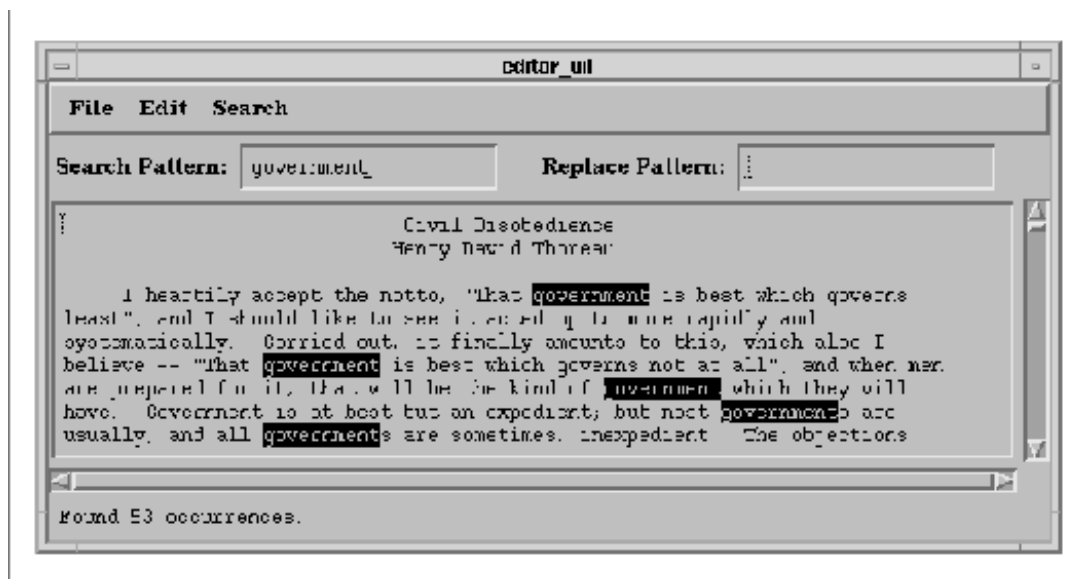 editor_uil
File Edit Search
Search Pattern: government Replace Pattern:
Civil Disobedience
Henry David Thoreau
I heartily accept the motto, "That government is best which governs
least", and I should like to see it acted up to more rapidly and
systematically. Carried out, it finally amounts to this, which also I
believe -- "That government is best which governs not at all", and when men
are prepared for it, that will be the kind of government which they will
have. Government is at best but an expedient; but most governments are
usually, and all governments are sometimes, inexpedient. The objections
Found 53 occurrences.